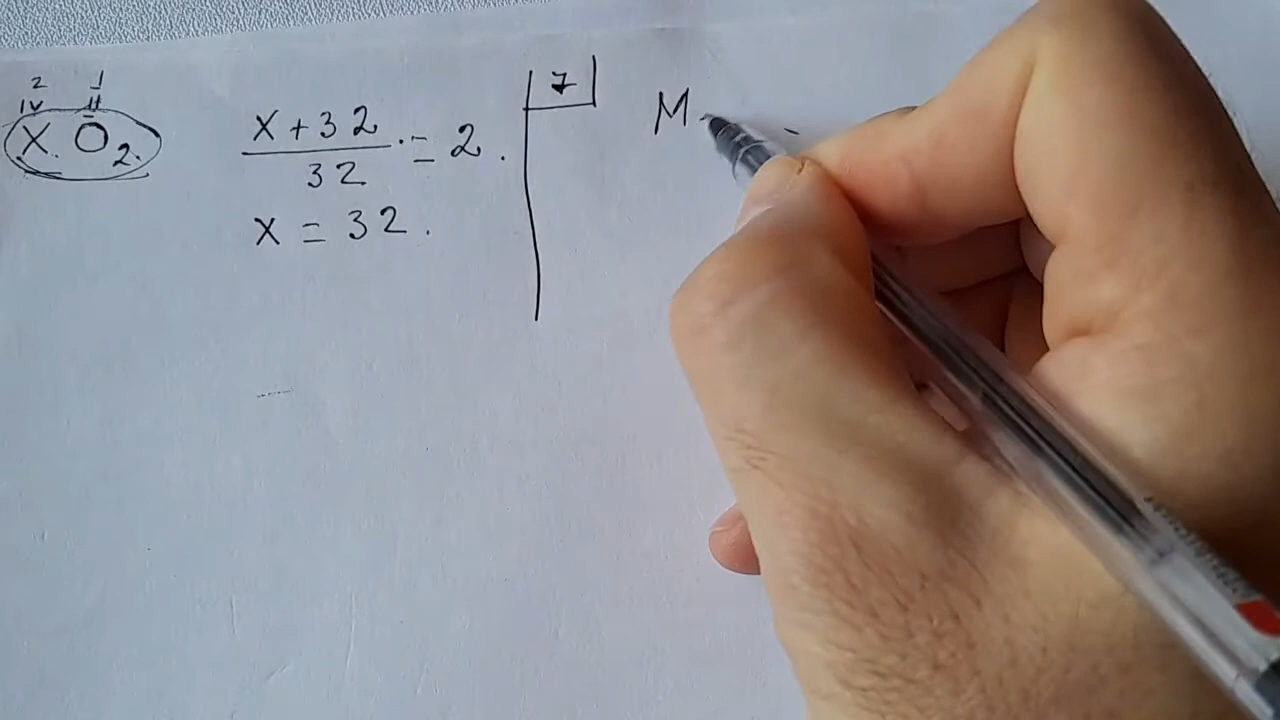 2 1
IV II
X. O2.
X + 32 / 32 = 2.
X = 32.
7
M